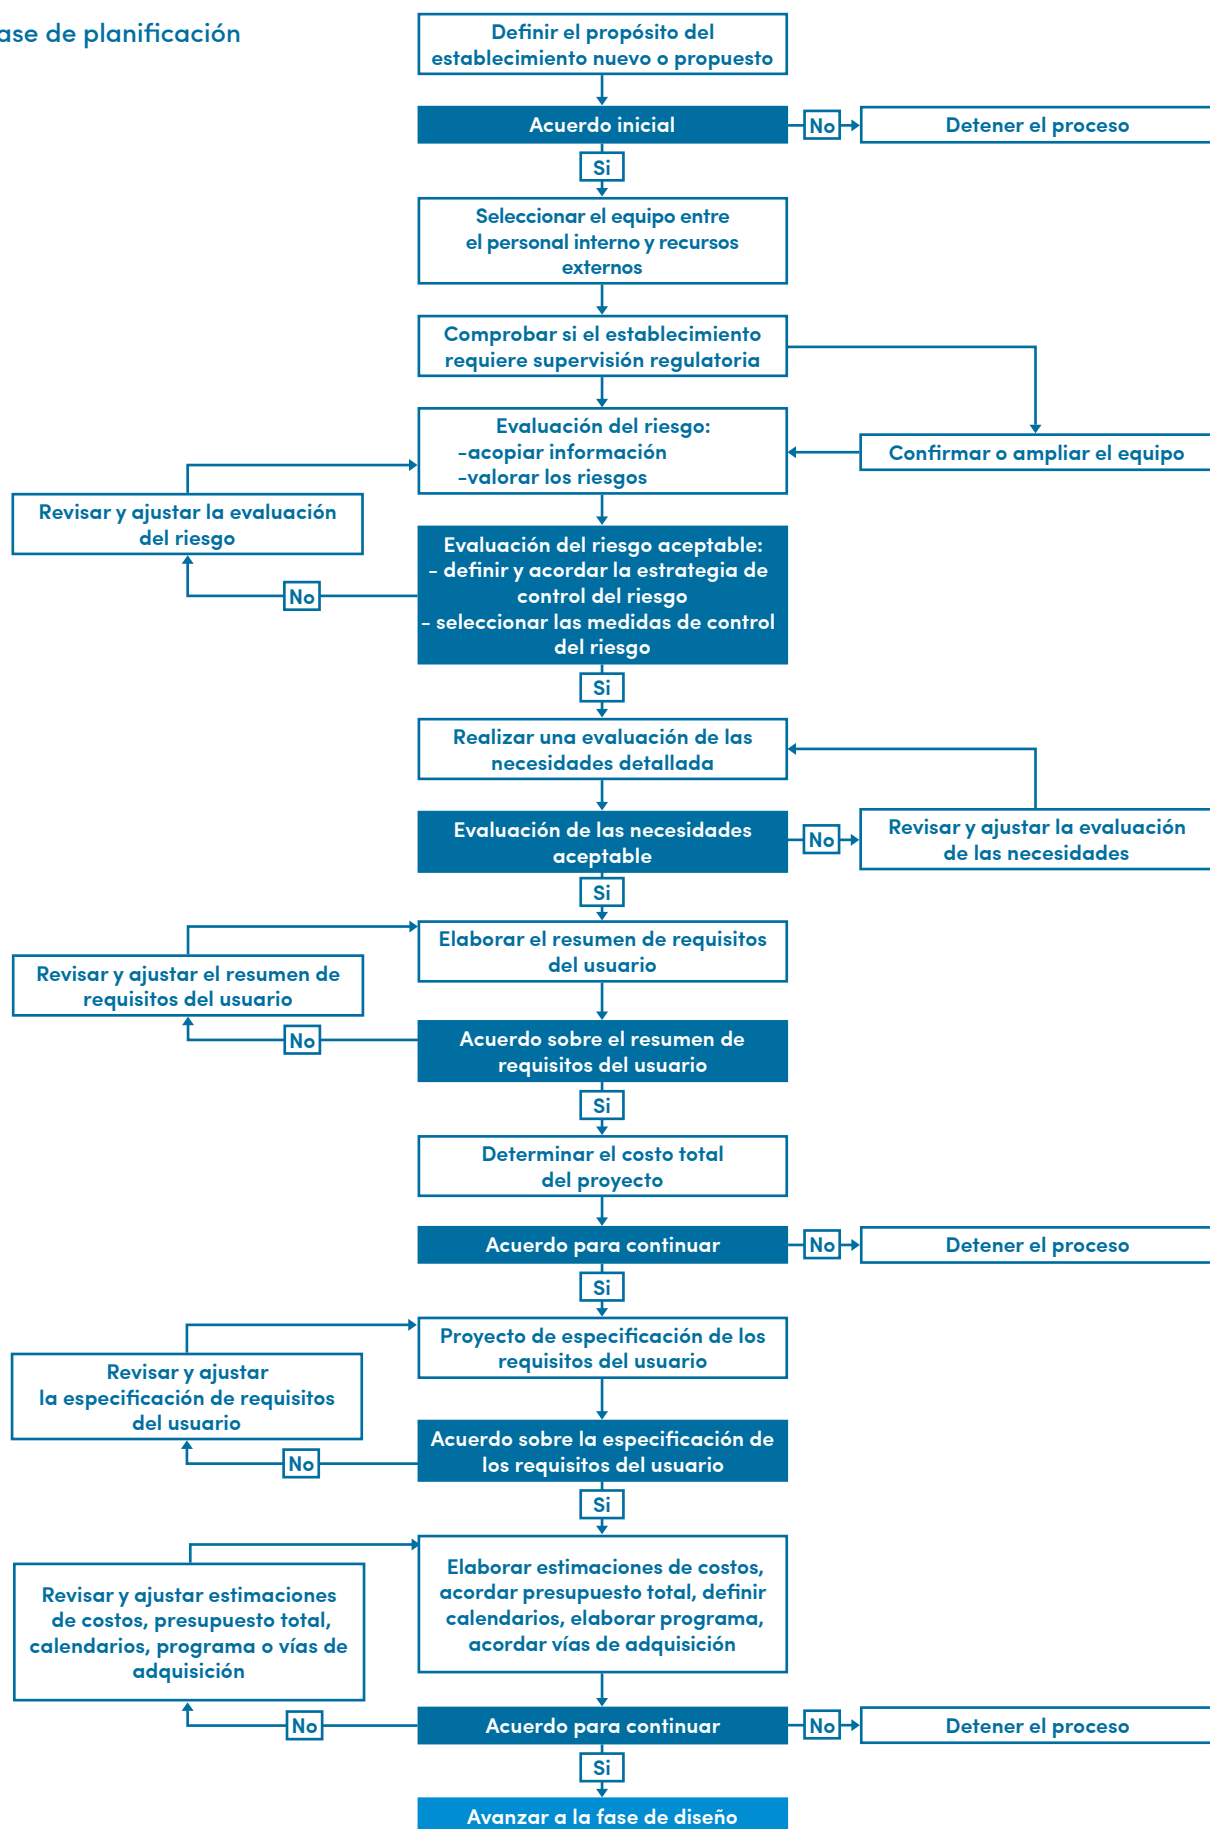 ase de planificación
Definir el propósito del
establecimiento nuevo o propuesto
Acuerdo inicial
No
Detener el proceso
Si
Seleccionar el equipo entre
el personal interno y recursos
externos
Comprobar si el establecimiento
requiere supervisión regulatoria
Evaluación del riesgo:
-acopiar información
-valorar los riesgos
Confirmar o ampliar el equipo
Revisar y ajustar la evaluación
del riesgo
Evaluación del riesgo aceptable:
- definir y acordar la estrategia de
control del riesgo
- seleccionar las medidas de control
del riesgo
No
Si
Realizar una evaluación de las
necesidades detallada
Evaluación de las necesidades
aceptable
No
Revisar y ajustar la evaluación
de las necesidades
Si
Elaborar el resumen de requisitos
del usuario
Revisar y ajustar el resumen de
requisitos del usuario
No
Acuerdo sobre el resumen de
requisitos del usuario
Si
Determinar el costo total
del proyecto
Acuerdo para continuar
No
Detener el proceso
Si
Proyecto de especificación de los
requisitos del usuario
Revisar y ajustar
la especificación de requisitos
del usuario
No
Acuerdo sobre la especificación de
los requisitos del usuario
Si
Elaborar estimaciones de costos,
acordar presupuesto total, definir
calendarios, elaborar programa,
acordar vías de adquisición
Revisar y ajustar estimaciones
de costos, presupuesto total,
calendarios, programa o vías de
adquisición
No
Acuerdo para continuar
No
Detener el proceso
Si
Avanzar a la fase de diseño